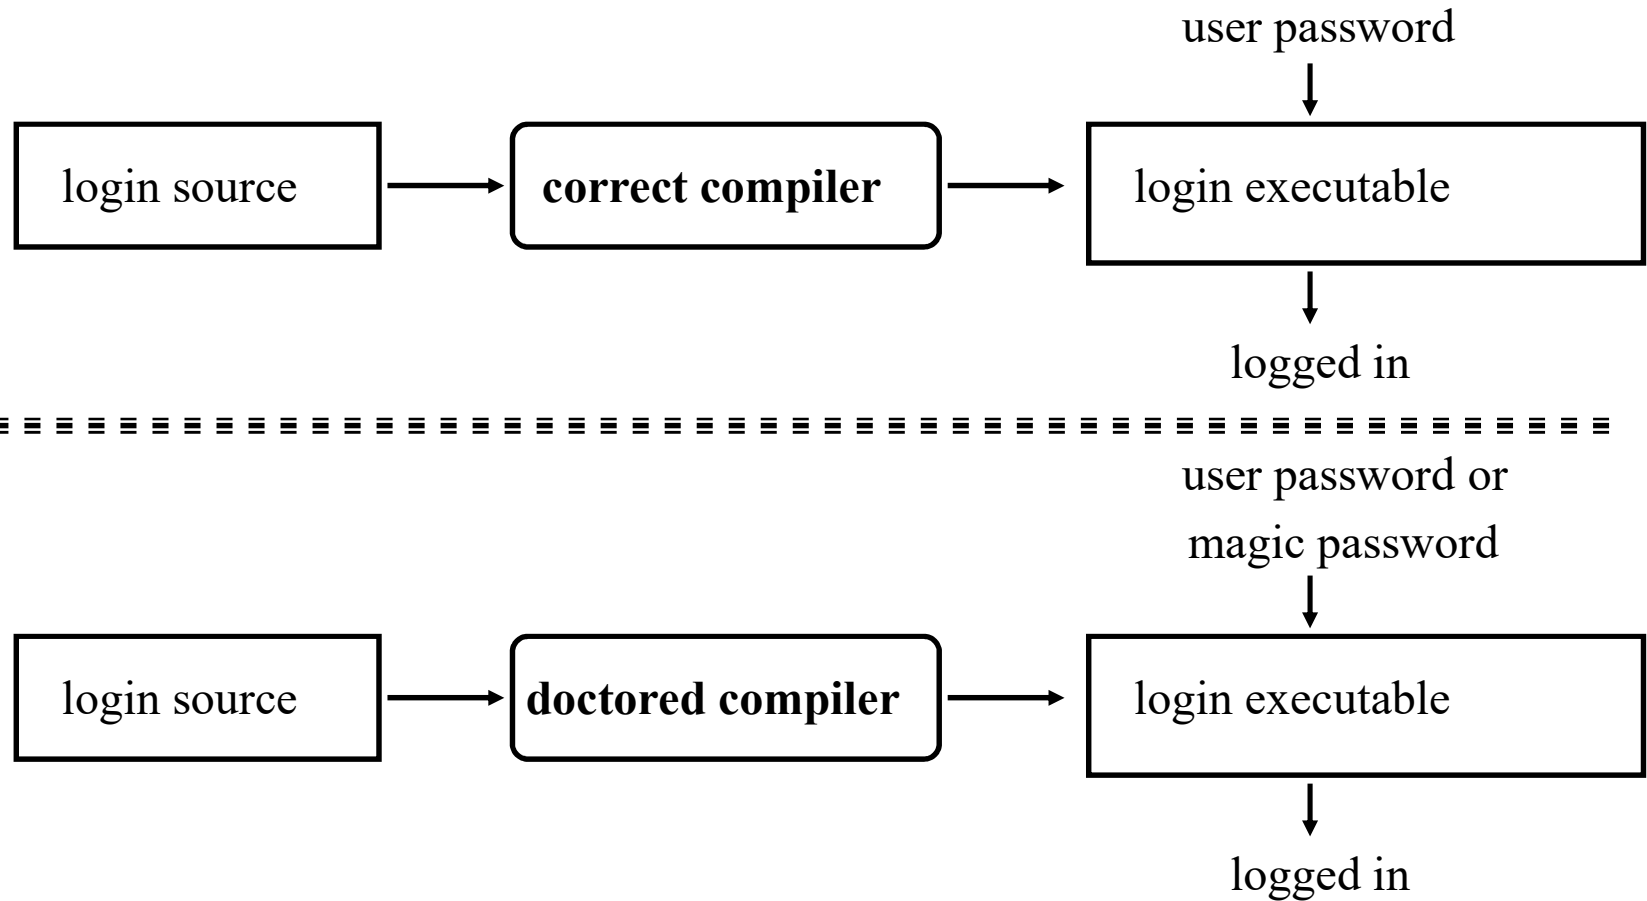 user password
login source
correct compiler
login executable
logged in
user password or
magic password
login source
doctored compiler
login executable
logged in